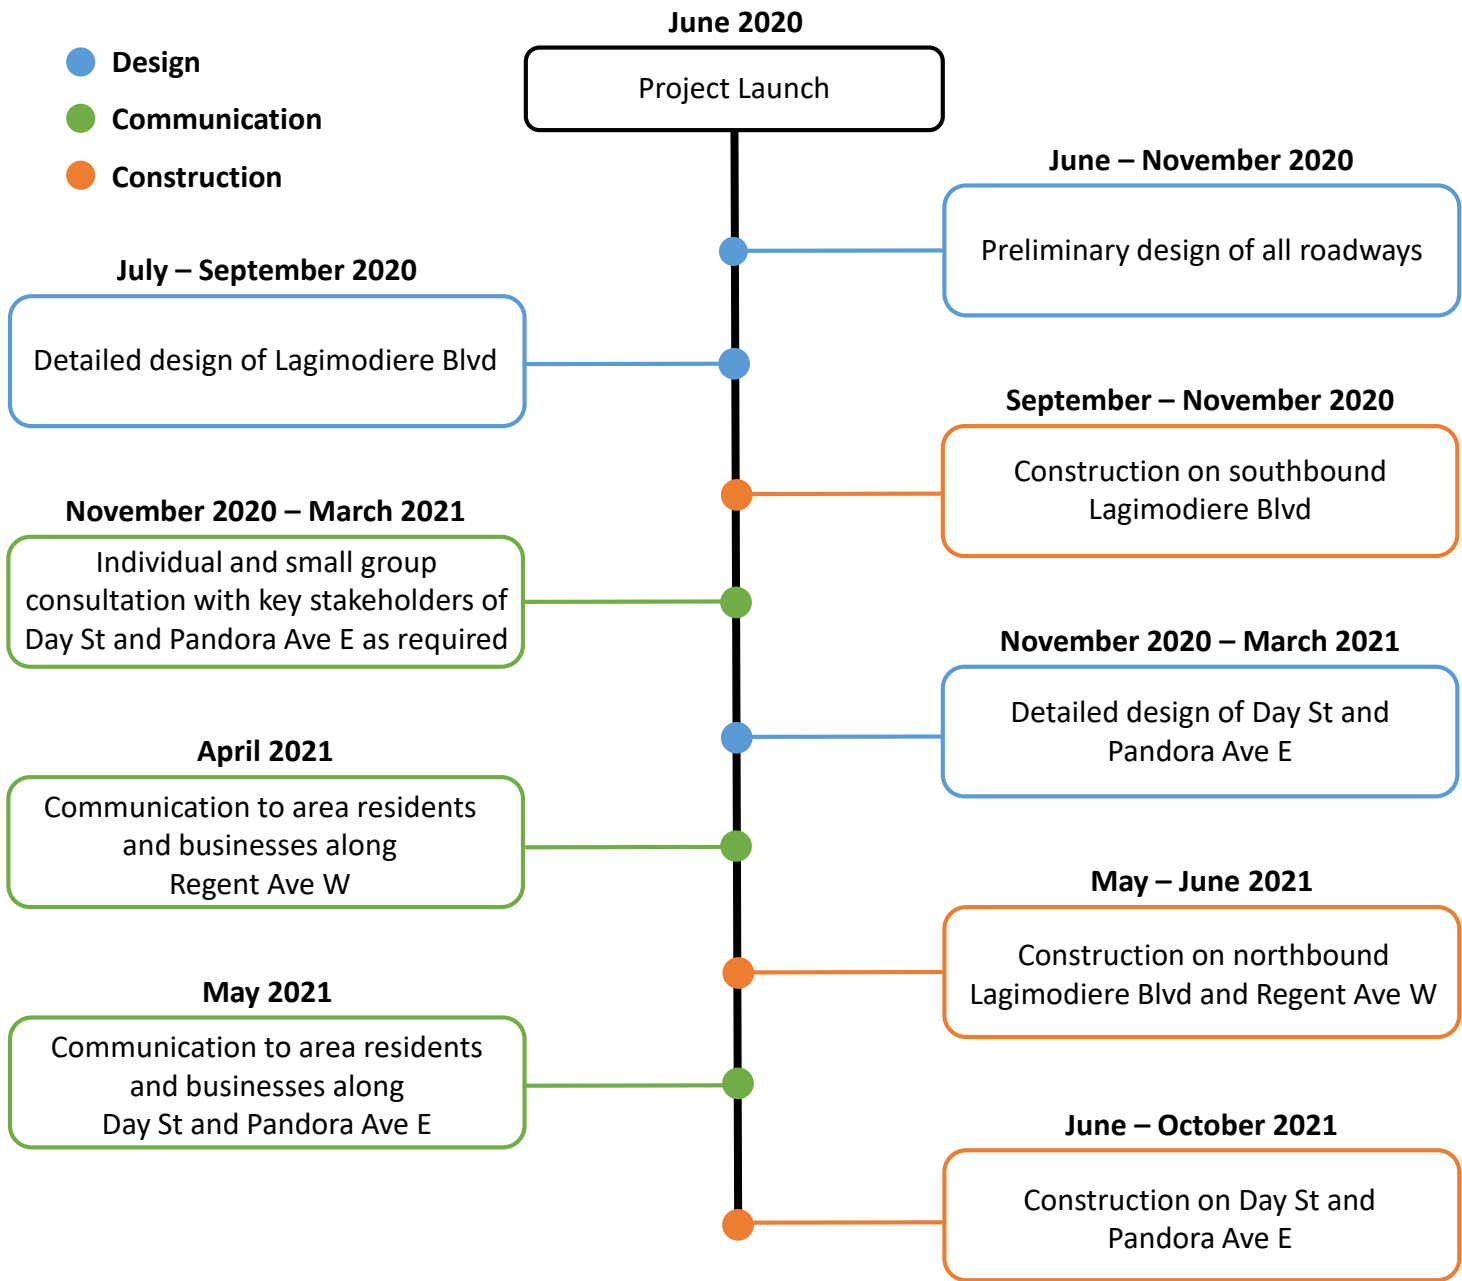 June 2020
Project Launch
Design
Communication
Construction
June – November 2020
Preliminary design of all roadways
July – September 2020
Detailed design of Lagimodiere Blvd
September – November 2020
Construction on southbound
Lagimodiere Blvd
November 2020 – March 2021
Individual and small group
consultation with key stakeholders of
Day St and Pandora Ave E as required
November 2020 – March 2021
Detailed design of Day St and
Pandora Ave E
April 2021
Communication to area residents
and businesses along
Regent Ave W
May – June 2021
Construction on northbound
Lagimodiere Blvd and Regent Ave W
May 2021
Communication to area residents
and businesses along
Day St and Pandora Ave E
June – October 2021
Construction on Day St and
Pandora Ave E